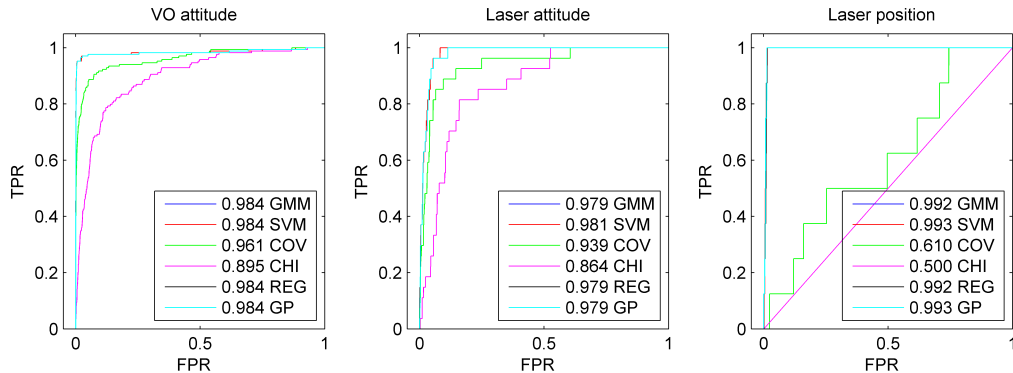 VO attitude
1
0.8
0.6
0.4
0.2
0
TPR
0
0.5
1
FPR
0.984 GMM
0.984 SVM
0.961 COV
0.895 CHI
0.984 REG
0.984 GP
Laser attitude
1
0.8
0.6
0.4
0.2
0
TPR
0
0.5
1
FPR
0.979 GMM
0.981 SVM
0.939 COV
0.864 CHI
0.979 REG
0.979 GP
Laser position
1
0.8
0.6
0.4
0.2
0
TPR
0
0.5
1
FPR
0.992 GMM
0.993 SVM
0.610 COV
0.500 CHI
0.992 REG
0.993 GP